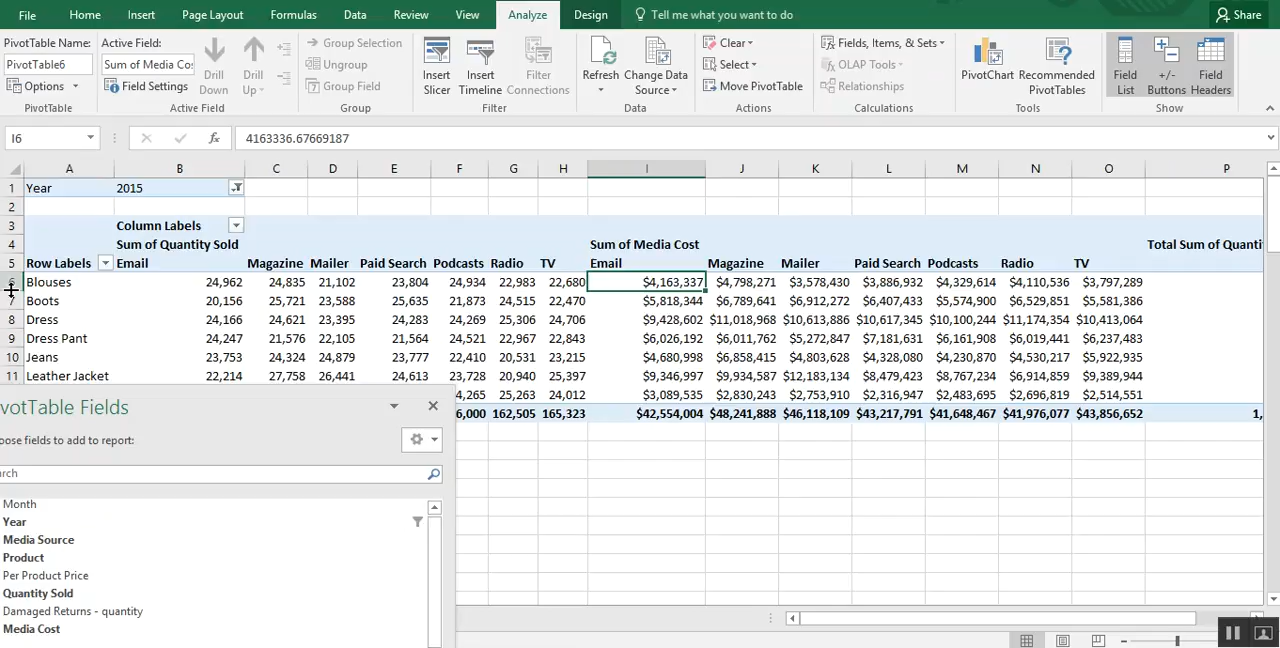 File Home Insert Page Layout Formulas Data Review View Analyze Design Tell me what you want to do Share
PivotTable Name: Active Field:
PivotTable6 Sum of Media Cos
Options Field Settings
Drill Down Drill Up
Group Selection
Ungroup
Group Field
Insert Slicer Insert Timeline Filter Connections
Refresh Change Data Source
Clear
Select
Move PivotTable
Fields, Items, & Sets
OLAP Tools
Relationships
PivotChart Recommended PivotTables
Field List +/- Buttons Field Headers
PivotTable Active Field Group Filter Data Actions Calculations Tools Show
I6 fx 4163336.67669187
A B C D E F G H I J K L M N O P
1 Year 2015
2
3 Column Labels
4 Sum of Quantity Sold Sum of Media Cost Total Sum of Quanti
5 Row Labels Email Magazine Mailer Paid Search Podcasts Radio TV Email Magazine Mailer Paid Search Podcasts Radio TV
6 Blouses 24,962 24,835 21,102 23,804 24,934 22,983 22,680 $4,163,337 $4,798,271 $3,578,430 $3,886,932 $4,329,614 $4,110,536 $3,797,289
7 Boots 20,156 25,721 23,588 25,635 21,873 24,515 22,470 $5,818,344 $6,789,641 $6,912,272 $6,407,433 $5,574,900 $6,529,851 $5,581,386
8 Dress 24,166 24,621 23,395 24,283 24,269 25,306 24,706 $9,428,602 $11,018,968 $10,613,886 $10,617,345 $10,100,244 $11,174,354 $10,413,064
9 Dress Pant 24,247 21,576 22,105 21,564 24,521 22,967 22,843 $6,026,192 $6,011,762 $5,272,847 $7,181,631 $6,161,908 $6,019,441 $6,237,483
10 Jeans 23,753 24,324 24,879 23,777 22,410 20,531 23,215 $4,680,998 $6,858,415 $4,803,628 $4,328,080 $4,230,870 $4,530,217 $5,922,935
11 Leather Jacket 22,214 27,758 26,441 24,613 23,728 20,940 25,397 $9,346,997 $9,934,587 $12,183,134 $8,479,423 $8,767,234 $6,914,859 $9,389,944
4,265 25,263 24,012 $3,089,535 $2,830,243 $2,753,910 $2,316,947 $2,483,695 $2,696,819 $2,514,551
6,000 162,505 165,323 $42,554,004 $48,241,888 $46,118,109 $43,217,791 $41,648,467 $41,976,077 $43,856,652 1,
votTable Fields
oose fields to add to report:
rch
Month
Year
Media Source
Product
Per Product Price
Quantity Sold
Damaged Returns - quantity
Media Cost